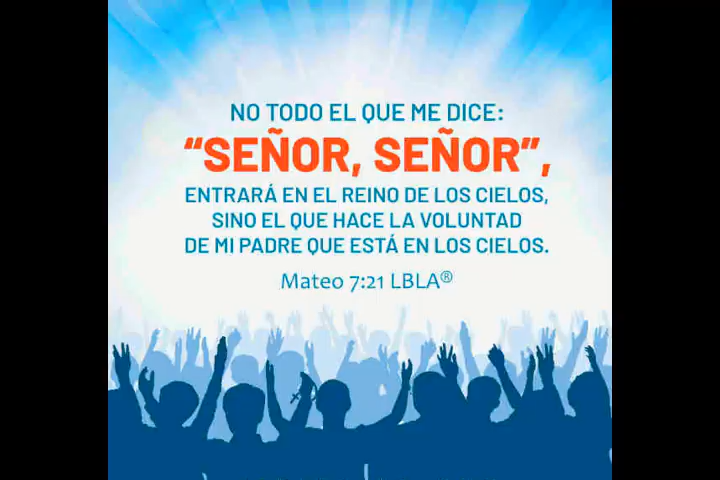 NO TODO EL QUE ME DICE:
“SEÑOR, SEÑOR”,
ENTRARÁ EN EL REINO DE LOS CIELOS,
SINO EL QUE HACE LA VOLUNTAD
DE MI PADRE QUE ESTÁ EN LOS CIELOS.
Mateo 7:21 LBLA®